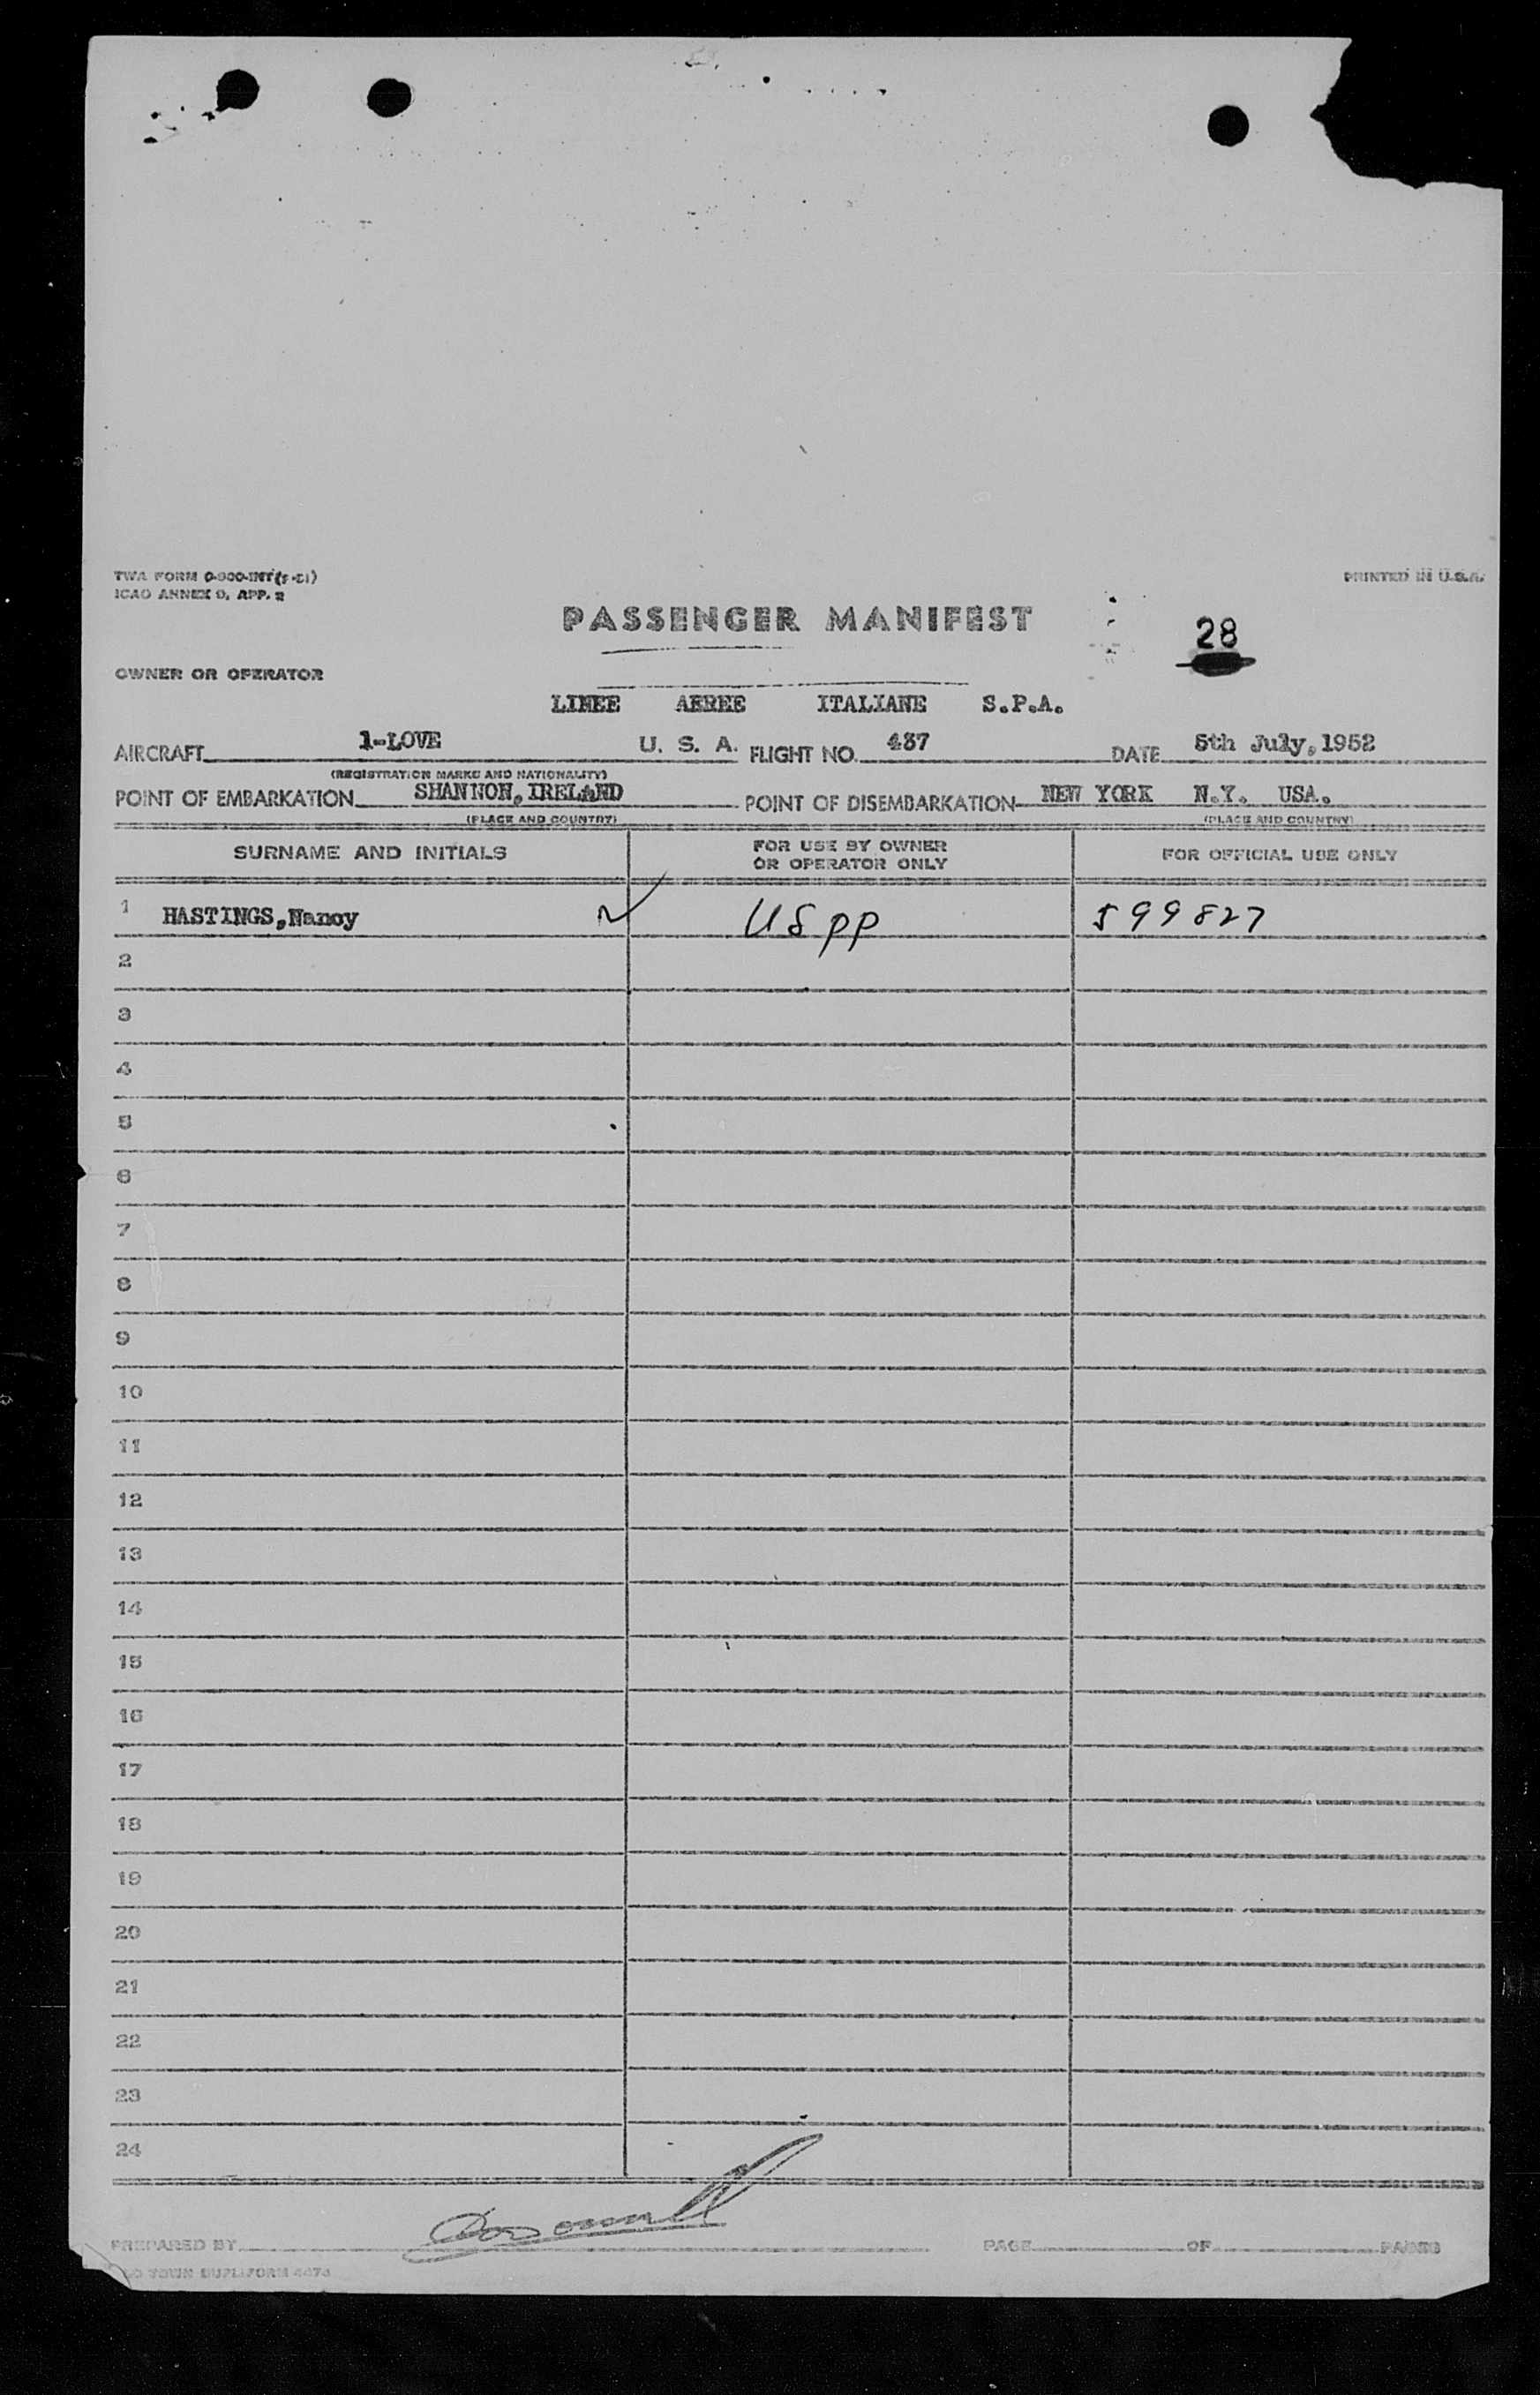 TWA FORM
PRINTED IN U.S.A.
ICAO ANNEX 9, APP. 2
PASSENGER MANIFEST
28
OWNER OR OPERATOR
LINEE AEREE ITALIANE S.P.A.
AIRCRAFT 1-LOVE U. S. A. FLIGHT NO. 437 DATE 5th July,1952
(REGISTRATION MARKS AND NATIONALITY)
POINT OF EMBARKATION SHANNON,IRELAND POINT OF DISEMBARKATION NEW YORK N.Y. USA.
(PLACE AND COUNTRY) (PLACE AND COUNTRY)
SURNAME AND INITIALS FOR USE BY OWNER OR OPERATOR ONLY FOR OFFICIAL USE ONLY
1 HASTINGS,Nancy US pp 599827
2
3
4
5
6
7
8
9
10
11
12
13
14
15
16
17
18
19
20
21
22
23
24
PREPARED BY PAGE OF PAGES
TOWN DUPLIFORM